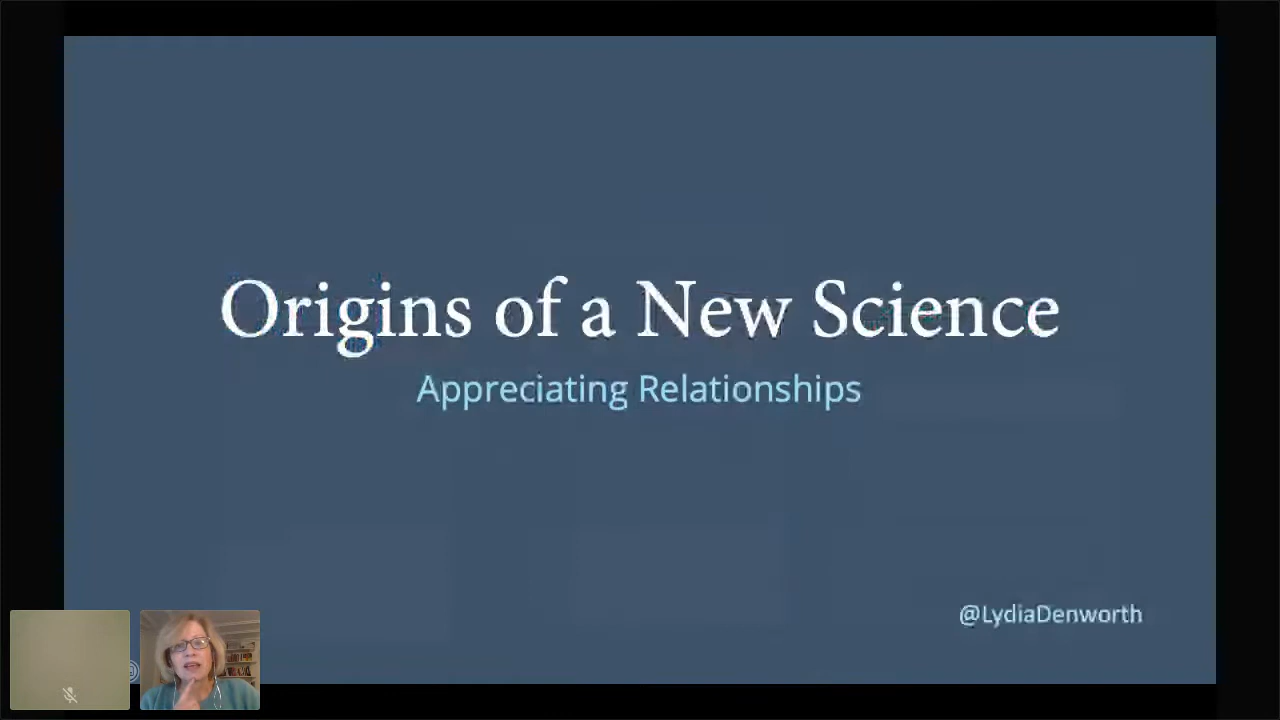 Origins of a New Science
Appreciating Relationships
@LydiaDenworth